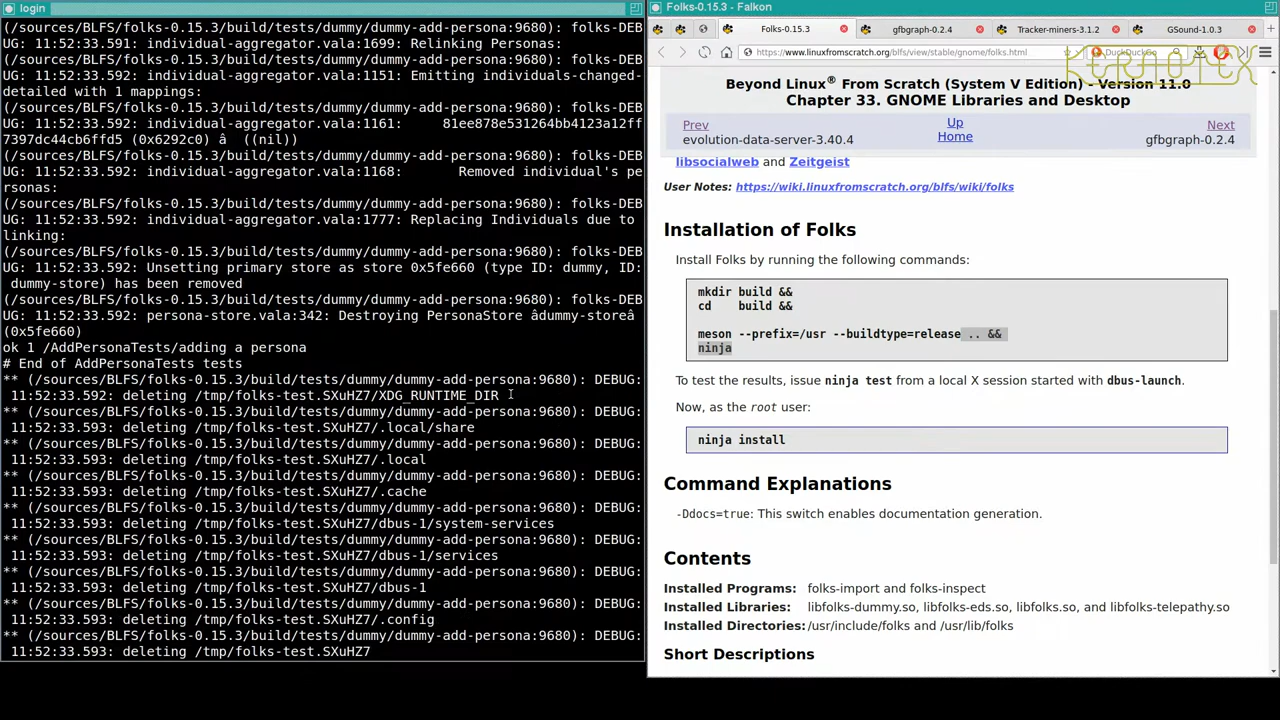 login
(/sources/BLFS/folks-0.15.3/build/tests/dummy/dummy-add-persona:9680): folks-DEB
UG: 11:52:33.591: individual-aggregator.vala:1699: Relinking Personas:
(/sources/BLFS/folks-0.15.3/build/tests/dummy/dummy-add-persona:9680): folks-DEB
UG: 11:52:33.592: individual-aggregator.vala:1151: Emitting individuals-changed-
detailed with 1 mappings:
(/sources/BLFS/folks-0.15.3/build/tests/dummy/dummy-add-persona:9680): folks-DEB
UG: 11:52:33.592: individual-aggregator.vala:1161:     81ee878e531264bb4123a12ff
7397dc44cb6ffd5 (0x6292c0) â  ((nil))
(/sources/BLFS/folks-0.15.3/build/tests/dummy/dummy-add-persona:9680): folks-DEB
UG: 11:52:33.592: individual-aggregator.vala:1168:       Removed individual's pe
rsonas:
(/sources/BLFS/folks-0.15.3/build/tests/dummy/dummy-add-persona:9680): folks-DEB
UG: 11:52:33.592: individual-aggregator.vala:1777: Replacing Individuals due to
linking:
(/sources/BLFS/folks-0.15.3/build/tests/dummy/dummy-add-persona:9680): folks-DEB
UG: 11:52:33.592: Unsetting primary store as store 0x5fe660 (type ID: dummy, ID:
 dummy-store) has been removed
(/sources/BLFS/folks-0.15.3/build/tests/dummy/dummy-add-persona:9680): folks-DEB
UG: 11:52:33.592: persona-store.vala:342: Destroying PersonaStore âdummy-storeâ
(0x5fe660)
ok 1 /AddPersonaTests/adding a persona
# End of AddPersonaTests tests
** (/sources/BLFS/folks-0.15.3/build/tests/dummy/dummy-add-persona:9680): DEBUG:
 11:52:33.592: deleting /tmp/folks-test.SXuHZ7/XDG_RUNTIME_DIR
** (/sources/BLFS/folks-0.15.3/build/tests/dummy/dummy-add-persona:9680): DEBUG:
 11:52:33.592: deleting /tmp/folks-test.SXuHZ7/.local/share
** (/sources/BLFS/folks-0.15.3/build/tests/dummy/dummy-add-persona:9680): DEBUG:
 11:52:33.593: deleting /tmp/folks-test.SXuHZ7/.local
** (/sources/BLFS/folks-0.15.3/build/tests/dummy/dummy-add-persona:9680): DEBUG:
 11:52:33.593: deleting /tmp/folks-test.SXuHZ7/.cache
** (/sources/BLFS/folks-0.15.3/build/tests/dummy/dummy-add-persona:9680): DEBUG:
 11:52:33.593: deleting /tmp/folks-test.SXuHZ7/dbus-1/system-services
** (/sources/BLFS/folks-0.15.3/build/tests/dummy/dummy-add-persona:9680): DEBUG:
 11:52:33.593: deleting /tmp/folks-test.SXuHZ7/dbus-1/services
** (/sources/BLFS/folks-0.15.3/build/tests/dummy/dummy-add-persona:9680): DEBUG:
 11:52:33.593: deleting /tmp/folks-test.SXuHZ7/dbus-1
** (/sources/BLFS/folks-0.15.3/build/tests/dummy/dummy-add-persona:9680): DEBUG:
 11:52:33.593: deleting /tmp/folks-test.SXuHZ7/.config
** (/sources/BLFS/folks-0.15.3/build/tests/dummy/dummy-add-persona:9680): DEBUG:
 11:52:33.593: deleting /tmp/folks-test.SXuHZ7
Folks-0.15.3 - Falkon
Folks-0.15.3 gfbgraph-0.2.4 Tracker-miners-3.1.2 GSound-1.0.3
https://www.linuxfromscratch.org/blfs/view/stable/gnome/folks.html DuckDuckGo
KERNOTEX
Beyond Linux® From Scratch (System V Edition) - Version 11.0
Chapter 33. GNOME Libraries and Desktop
Prev Up Next
evolution-data-server-3.40.4 Home gfbgraph-0.2.4
libsocialweb and Zeitgeist
User Notes: https://wiki.linuxfromscratch.org/blfs/wiki/folks
Installation of Folks
Install Folks by running the following commands:
mkdir build &&
cd    build &&
meson --prefix=/usr --buildtype=release .. &&
ninja
To test the results, issue ninja test from a local X session started with dbus-launch.
Now, as the root user:
ninja install
Command Explanations
-Ddocs=true: This switch enables documentation generation.
Contents
Installed Programs: folks-import and folks-inspect
Installed Libraries: libfolks-dummy.so, libfolks-eds.so, libfolks.so, and libfolks-telepathy.so
Installed Directories: /usr/include/folks and /usr/lib/folks
Short Descriptions